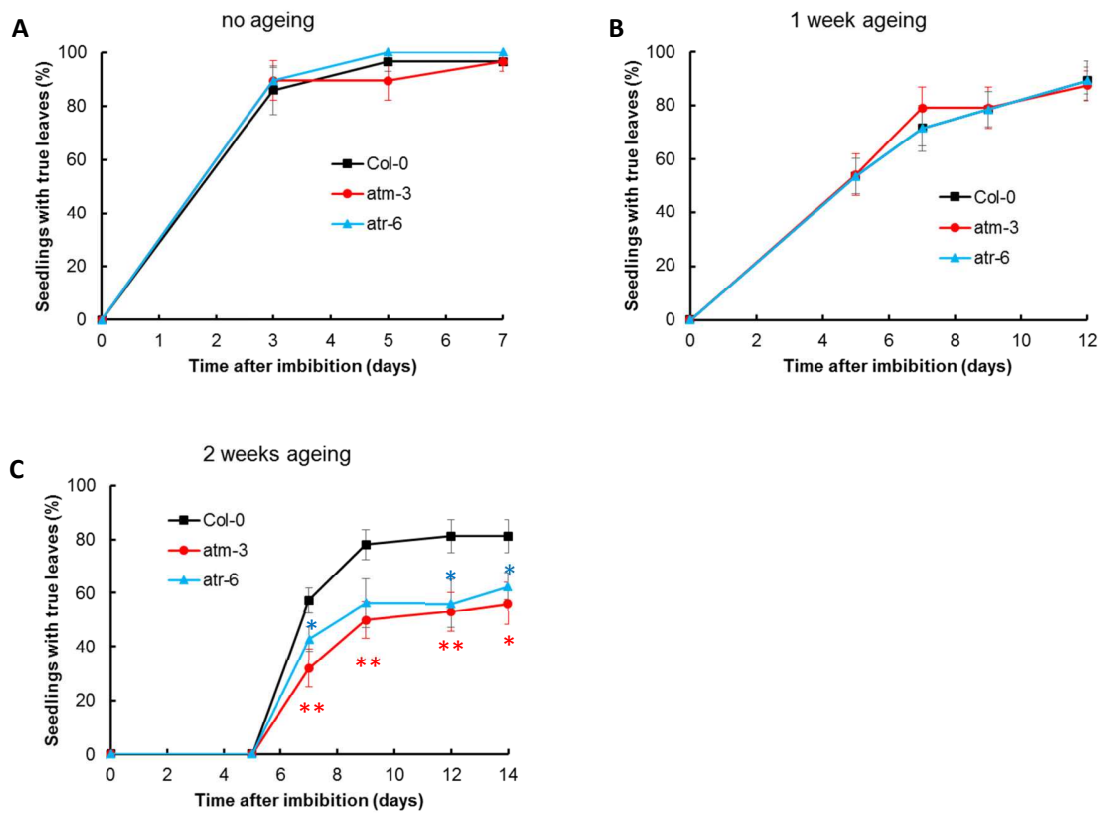 A
no ageing
Seedlings with true leaves (%)
100
80
60
40
20
0
Col-0
atm-3
atr-6
0 1 2 3 4 5 6 7
Time after imbibition (days)
B
1 week ageing
Seedlings with true leaves (%)
100
80
60
40
20
0
Col-0
atm-3
atr-6
0 2 4 6 8 10 12
Time after imbibition (days)
C
2 weeks ageing
Seedlings with true leaves (%)
100
80
60
40
20
0
Col-0
atm-3
atr-6
*
*
*
**
**
**
*
0 2 4 6 8 10 12 14
Time after imbibition (days)